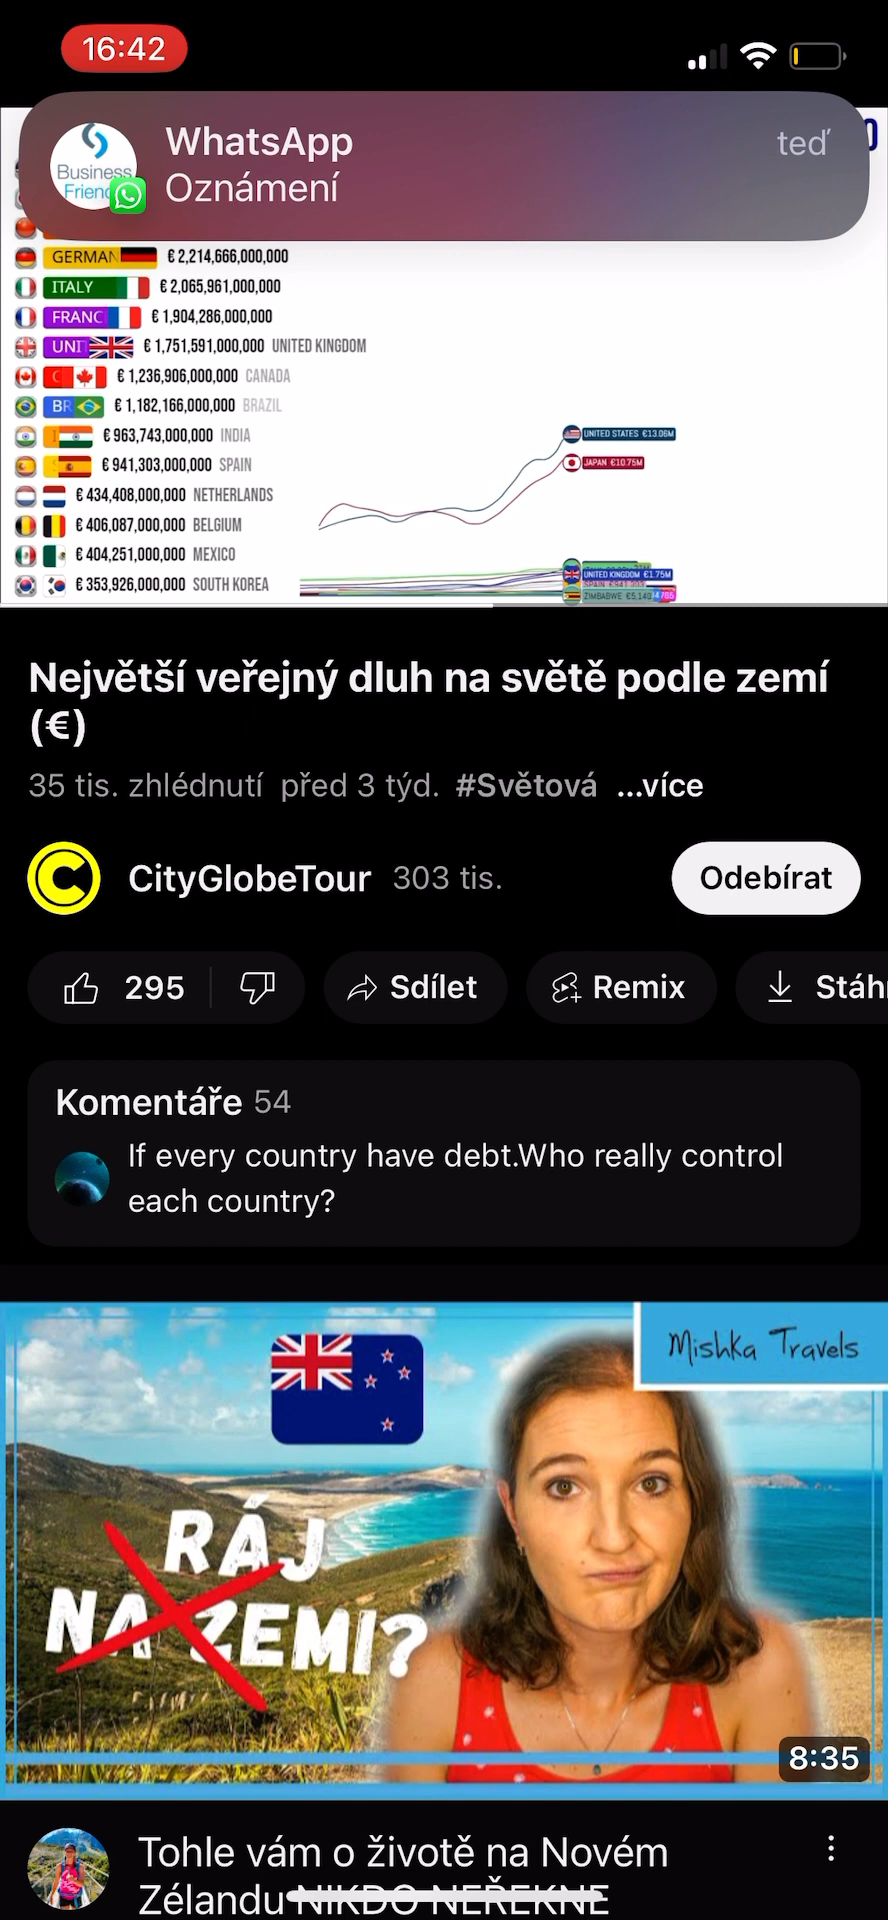 16:42
WhatsApp
teď
Business
Friend
Oznámení
GERMAN € 2,214,666,000,000
ITALY € 2,065,961,000,000
FRANC € 1,904,286,000,000
UNI € 1,751,591,000,000 UNITED KINGDOM
C € 1,236,906,000,000 CANADA
BR € 1,182,166,000,000 BRAZIL
€ 963,743,000,000 INDIA
UNITED STATES €13.06M
€ 941,303,000,000 SPAIN
JAPAN €10.75M
€ 434,408,000,000 NETHERLANDS
€ 406,087,000,000 BELGIUM
€ 404,251,000,000 MEXICO
UNITED KINGDOM €1.75M
€ 353,926,000,000 SOUTH KOREA
ZIMBABWE €5,140
Největší veřejný dluh na světě podle zemí
(€)
35 tis. zhlédnutí před 3 týd. #Světová ...více
CityGlobeTour 303 tis.
Odebírat
295
Sdílet
Remix
Stáh
Komentáře 54
If every country have debt.Who really control
each country?
Mishka Travels
RÁJ
NA ZEMI?
8:35
Tohle vám o životě na Novém
Zélandu NIKDO NEŘEKNE